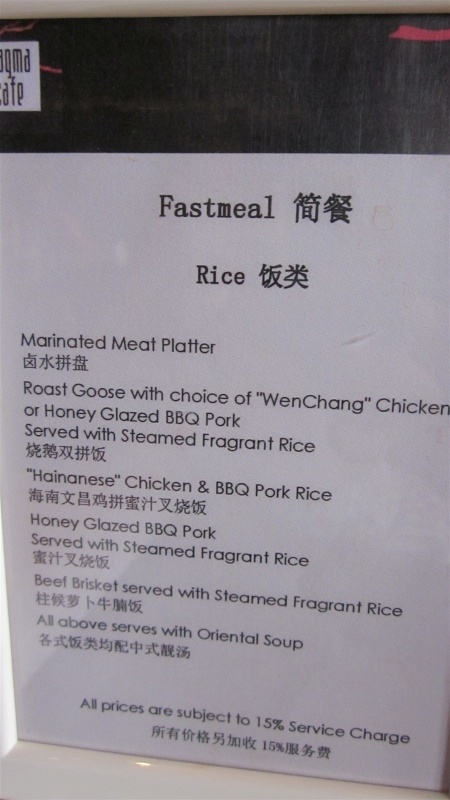 cafe
Fastmeal 简餐
Rice 饭类
Marinated Meat Platter
卤水拼盘
Roast Goose with choice of "WenChang" Chicken
or Honey Glazed BBQ Pork
Served with Steamed Fragrant Rice
烧鹅双拼饭
"Hainanese" Chicken & BBQ Pork Rice
海南文昌鸡拼蜜汁叉烧饭
Honey Glazed BBQ Pork
Served with Steamed Fragrant Rice
蜜汁叉烧饭
Beef Brisket served with Steamed Fragrant Rice
柱候萝卜牛腩饭
All above serves with Oriental Soup
各式饭类均配中式靓汤
All prices are subject to 15% Service Charge
所有价格另加收 15%服务费